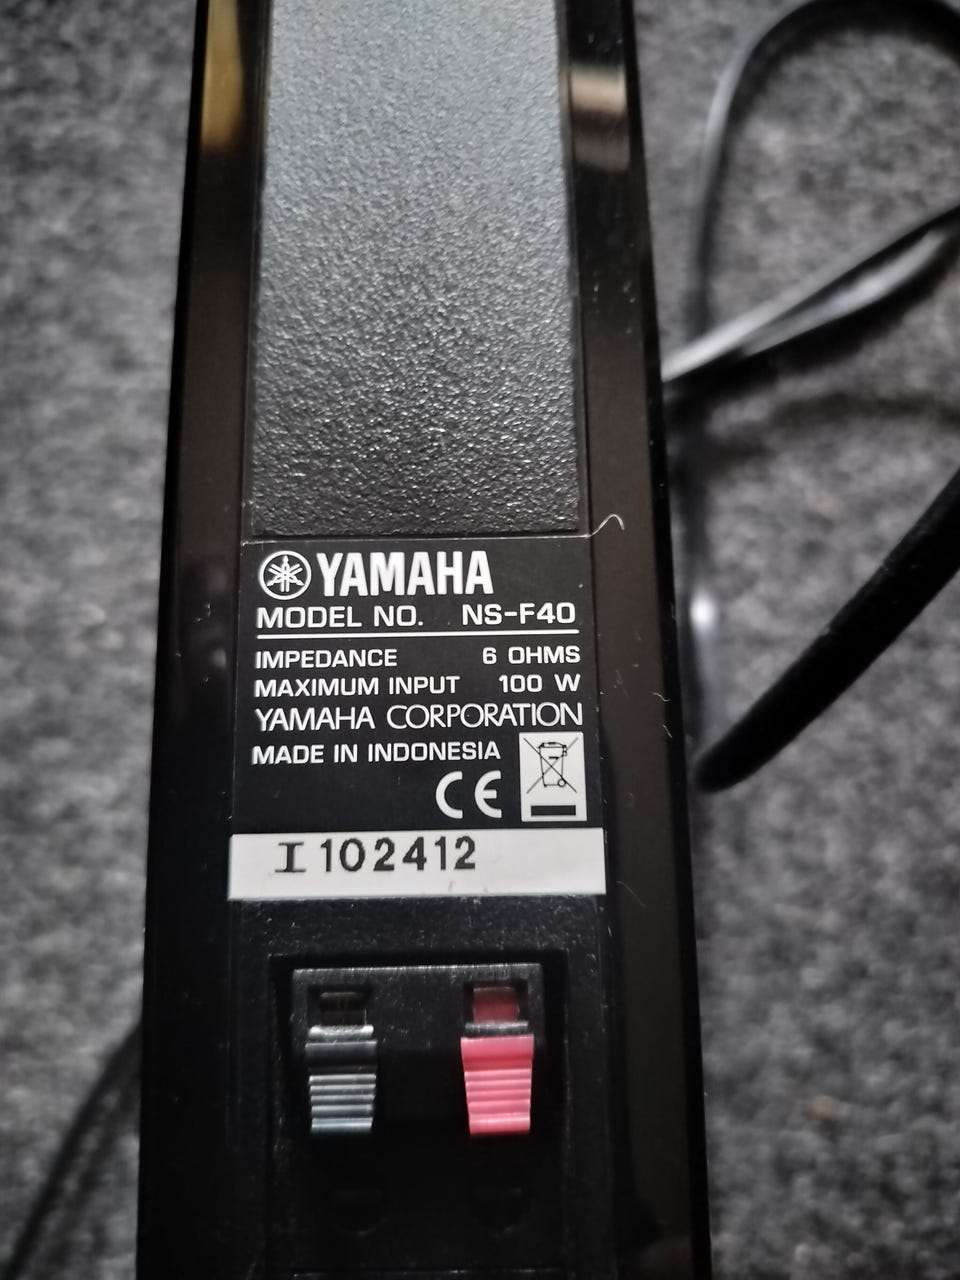 YAMAHA
MODEL NO. NS-F40
IMPEDANCE 6 OHMS
MAXIMUM INPUT 100 W
YAMAHA CORPORATION
MADE IN INDONESIA
CE
I 102412